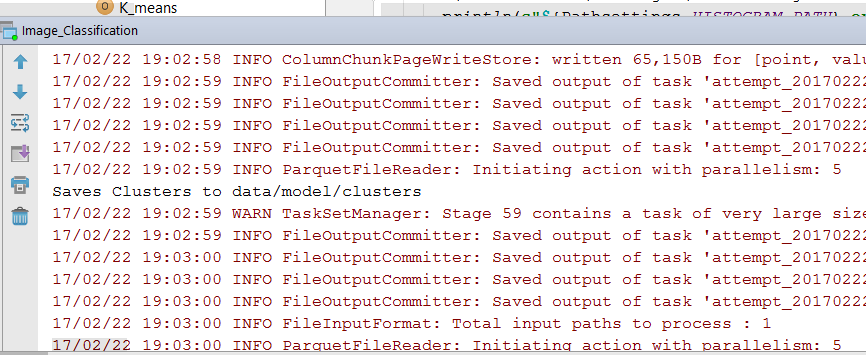 K_means
println(s"${Pathsettings.HISTOGRAM_PATH}
Image_Classification
17/02/22 19:02:58 INFO ColumnChunkPageWriteStore: written 65,150B for [point, valu
17/02/22 19:02:59 INFO FileOutputCommitter: Saved output of task 'attempt_20170222
17/02/22 19:02:59 INFO FileOutputCommitter: Saved output of task 'attempt_20170222
17/02/22 19:02:59 INFO FileOutputCommitter: Saved output of task 'attempt_20170222
17/02/22 19:02:59 INFO FileOutputCommitter: Saved output of task 'attempt_20170222
17/02/22 19:02:59 INFO ParquetFileReader: Initiating action with parallelism: 5
Saves Clusters to data/model/clusters
17/02/22 19:02:59 WARN TaskSetManager: Stage 59 contains a task of very large size
17/02/22 19:02:59 INFO FileOutputCommitter: Saved output of task 'attempt_20170222
17/02/22 19:03:00 INFO FileOutputCommitter: Saved output of task 'attempt_20170222
17/02/22 19:03:00 INFO FileOutputCommitter: Saved output of task 'attempt_20170222
17/02/22 19:03:00 INFO FileOutputCommitter: Saved output of task 'attempt_20170222
17/02/22 19:03:00 INFO FileInputFormat: Total input paths to process : 1
17/02/22 19:03:00 INFO ParquetFileReader: Initiating action with parallelism: 5